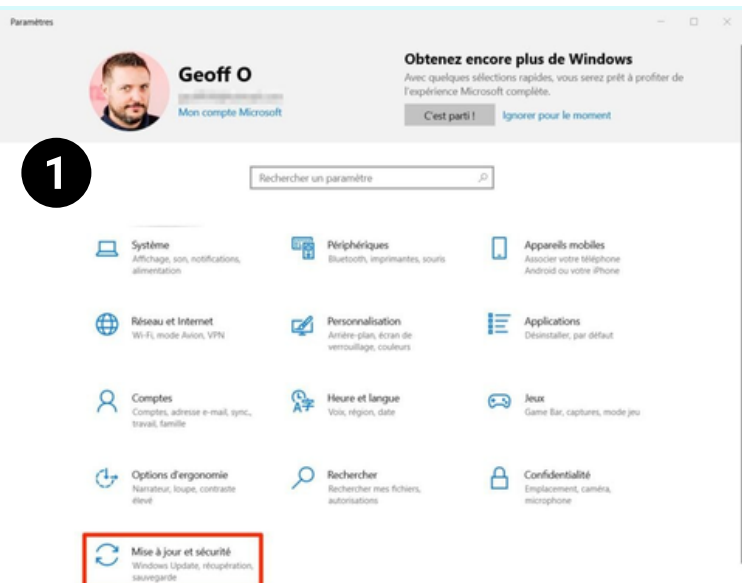 Paramètres
Geoff O
Mon compte Microsoft
Obtenez encore plus de Windows
Avec quelques sélections rapides, vous serez prêt à profiter de
l'expérience Microsoft complète.
C'est parti !
Ignorer pour le moment
1
Rechercher un paramètre
Système
Affichage, son, notifications,
alimentation
Périphériques
Bluetooth, imprimantes, souris
Appareils mobiles
Associer votre téléphone
Android ou votre iPhone
Réseau et Internet
Wi-Fi, mode Avion, VPN
Personnalisation
Arrière-plan, écran de
verrouillage, couleurs
Applications
Désinstaller, par défaut
Comptes
Comptes, adresse e-mail, sync.,
travail, famille
Heure et langue
Voix, région, date
Jeux
Game Bar, captures, mode jeu
Options d'ergonomie
Narrateur, loupe, contraste
élevé
Rechercher
Rechercher mes fichiers,
autorisations
Confidentialité
Emplacement, caméra,
microphone
Mise à jour et sécurité
Windows Update, récupération,
sauvegarde